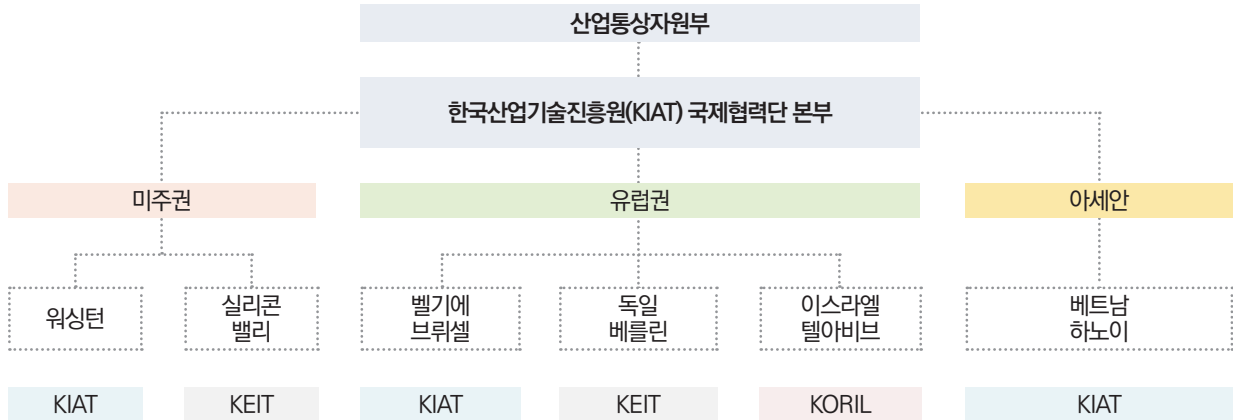 산업통상자원부
한국산업기술진흥원(KIAT) 국제협력단 본부
미주권
유럽권
아세안
워싱턴
실리콘
밸리
벨기에
브뤼셀
독일
베를린
이스라엘
텔아비브
베트남
하노이
KIAT
KEIT
KIAT
KEIT
KORIL
KIAT